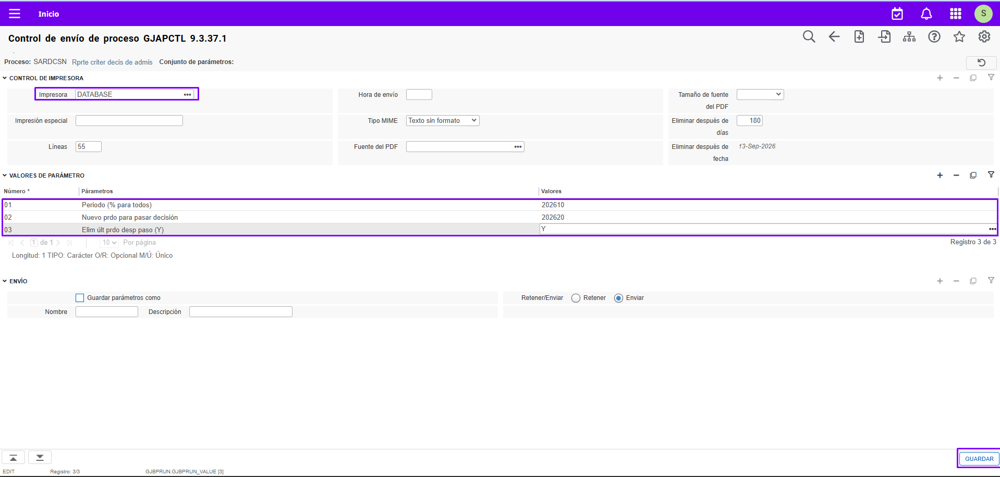 Inicio
S
Control de envío de proceso GJAPCTL 9.3.37.1
Proceso: SARDCSN Rprte criter decis de admis Conjunto de parámetros:
CONTROL DE IMPRESORA
Impresora DATABASE
Hora de envío
Tamaño de fuente del PDF
Impresión especial
Tipo MIME Texto sin formato
Eliminar después de días 180
Líneas 55
Fuente del PDF
Eliminar después de fecha 13-Sep-2026
VALORES DE PARÁMETRO
Número * Párametros Valores
01 Periodo (% para todos) 202610
02 Nuevo prdo para pasar decisión 202620
03 Elim últ prdo desp paso (Y) Y
1 de 1 10 Por página Registro 3 de 3
Longitud: 1 TIPO: Carácter O/R: Opcional M/Ú: Único
ENVÍO
Guardar parámetros como
Retener/Enviar Retener Enviar
Nombre Descripción
GUARDAR
EDIT Registro: 3/3 GJBPRUN.GJBPRUN_VALUE [3]